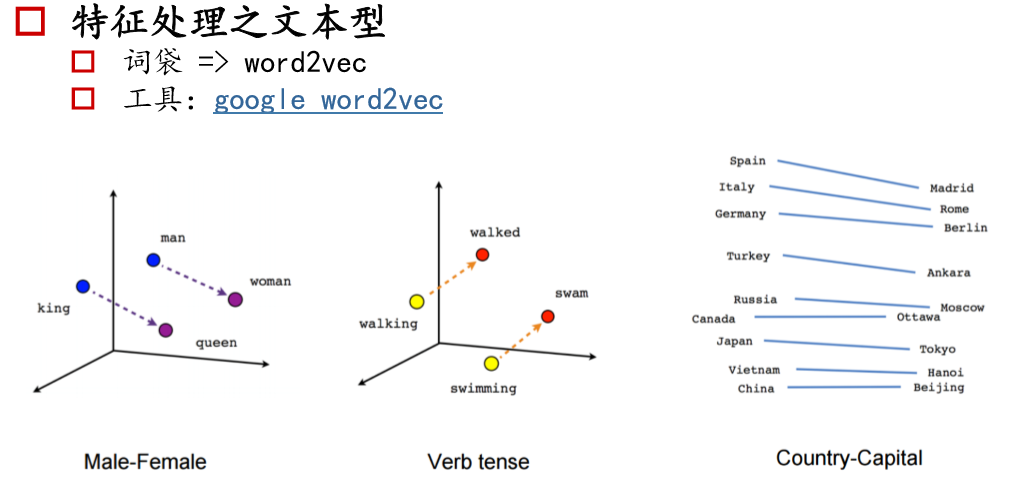 特征处理之文本型
词袋 => word2vec
工具：google word2vec
man
woman
king
queen
Male-Female
walked
swam
walking
swimming
Verb tense
Spain Madrid
Italy Rome
Germany Berlin
Turkey Ankara
Russia Moscow
Canada Ottawa
Japan Tokyo
Vietnam Hanoi
China Beijing
Country-Capital